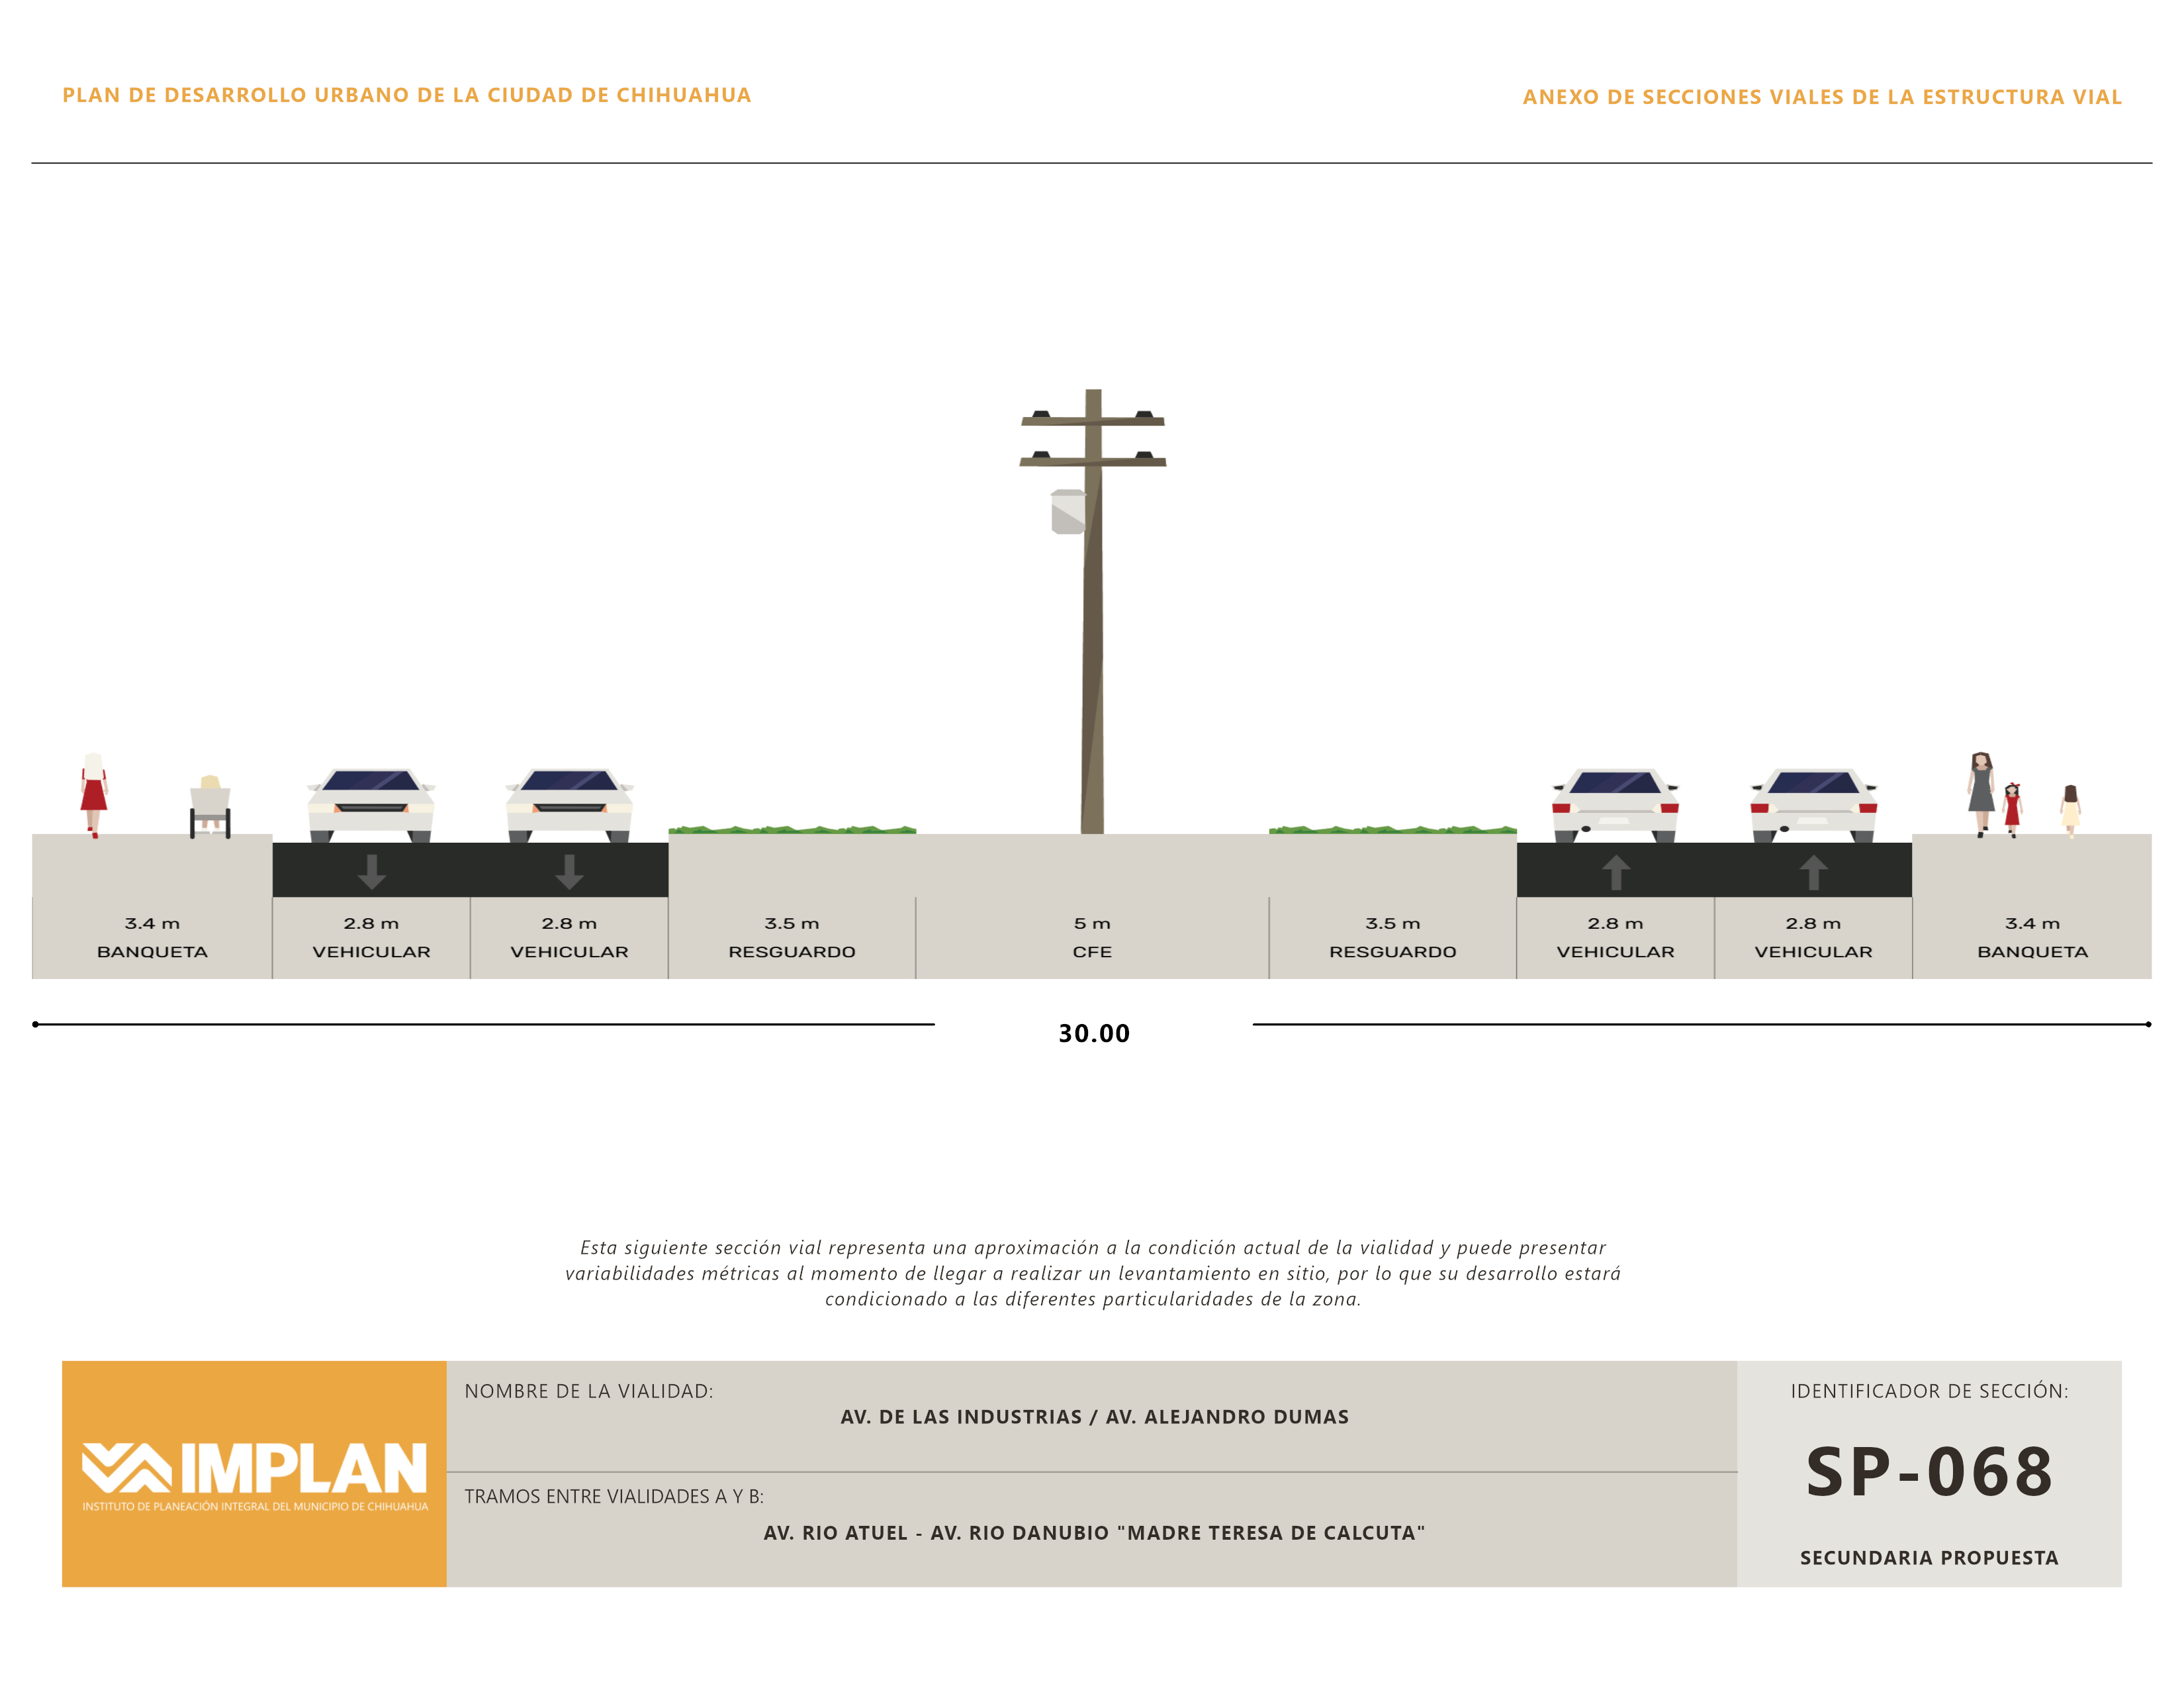 PLAN DE DESARROLLO URBANO DE LA CIUDAD DE CHIHUAHUA
ANEXO DE SECCIONES VIALES DE LA ESTRUCTURA VIAL
3.4 m
BANQUETA
2.8 m
VEHICULAR
2.8 m
VEHICULAR
3.5 m
RESGUARDO
5 m
CFE
3.5 m
RESGUARDO
2.8 m
VEHICULAR
2.8 m
VEHICULAR
3.4 m
BANQUETA
30.00
Esta siguiente sección vial representa una aproximación a la condición actual de la vialidad y puede presentar
variabilidades métricas al momento de llegar a realizar un levantamiento en sitio, por lo que su desarrollo estará
condicionado a las diferentes particularidades de la zona.
IMPLAN
INSTITUTO DE PLANEACIÓN INTEGRAL DEL MUNICIPIO DE CHIHUAHUA
NOMBRE DE LA VIALIDAD:
AV. DE LAS INDUSTRIAS / AV. ALEJANDRO DUMAS
TRAMOS ENTRE VIALIDADES A Y B:
AV. RIO ATUEL - AV. RIO DANUBIO "MADRE TERESA DE CALCUTA"
IDENTIFICADOR DE SECCIÓN:
SP-068
SECUNDARIA PROPUESTA